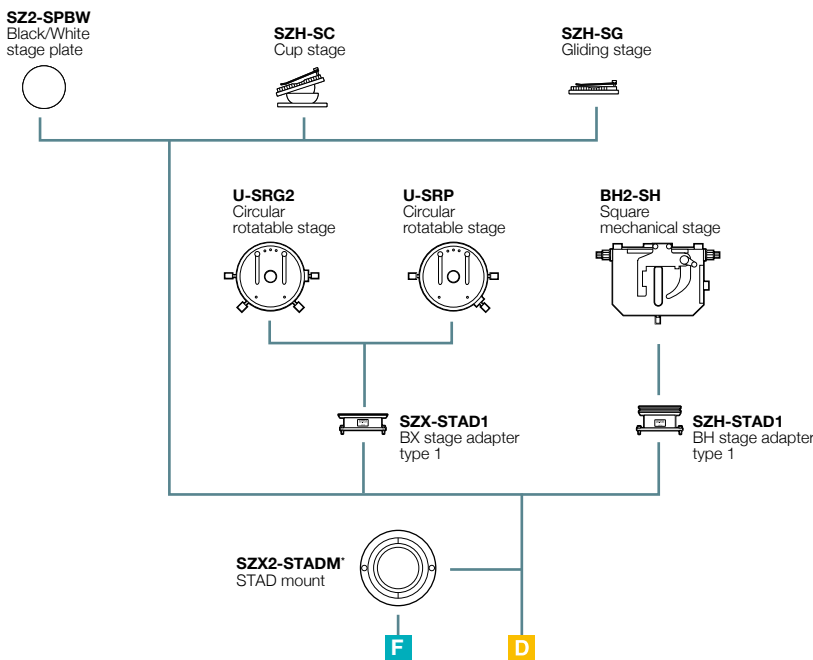 SZ2-SPBW
Black/White
stage plate
SZH-SC
Cup stage
SZH-SG
Gliding stage
U-SRG2
Circular
rotatable stage
U-SRP
Circular
rotatable stage
BH2-SH
Square
mechanical stage
SZX-STAD1
BX stage adapter
type 1
SZH-STAD1
BH stage adapter
type 1
SZX2-STADM*
STAD mount
F
D